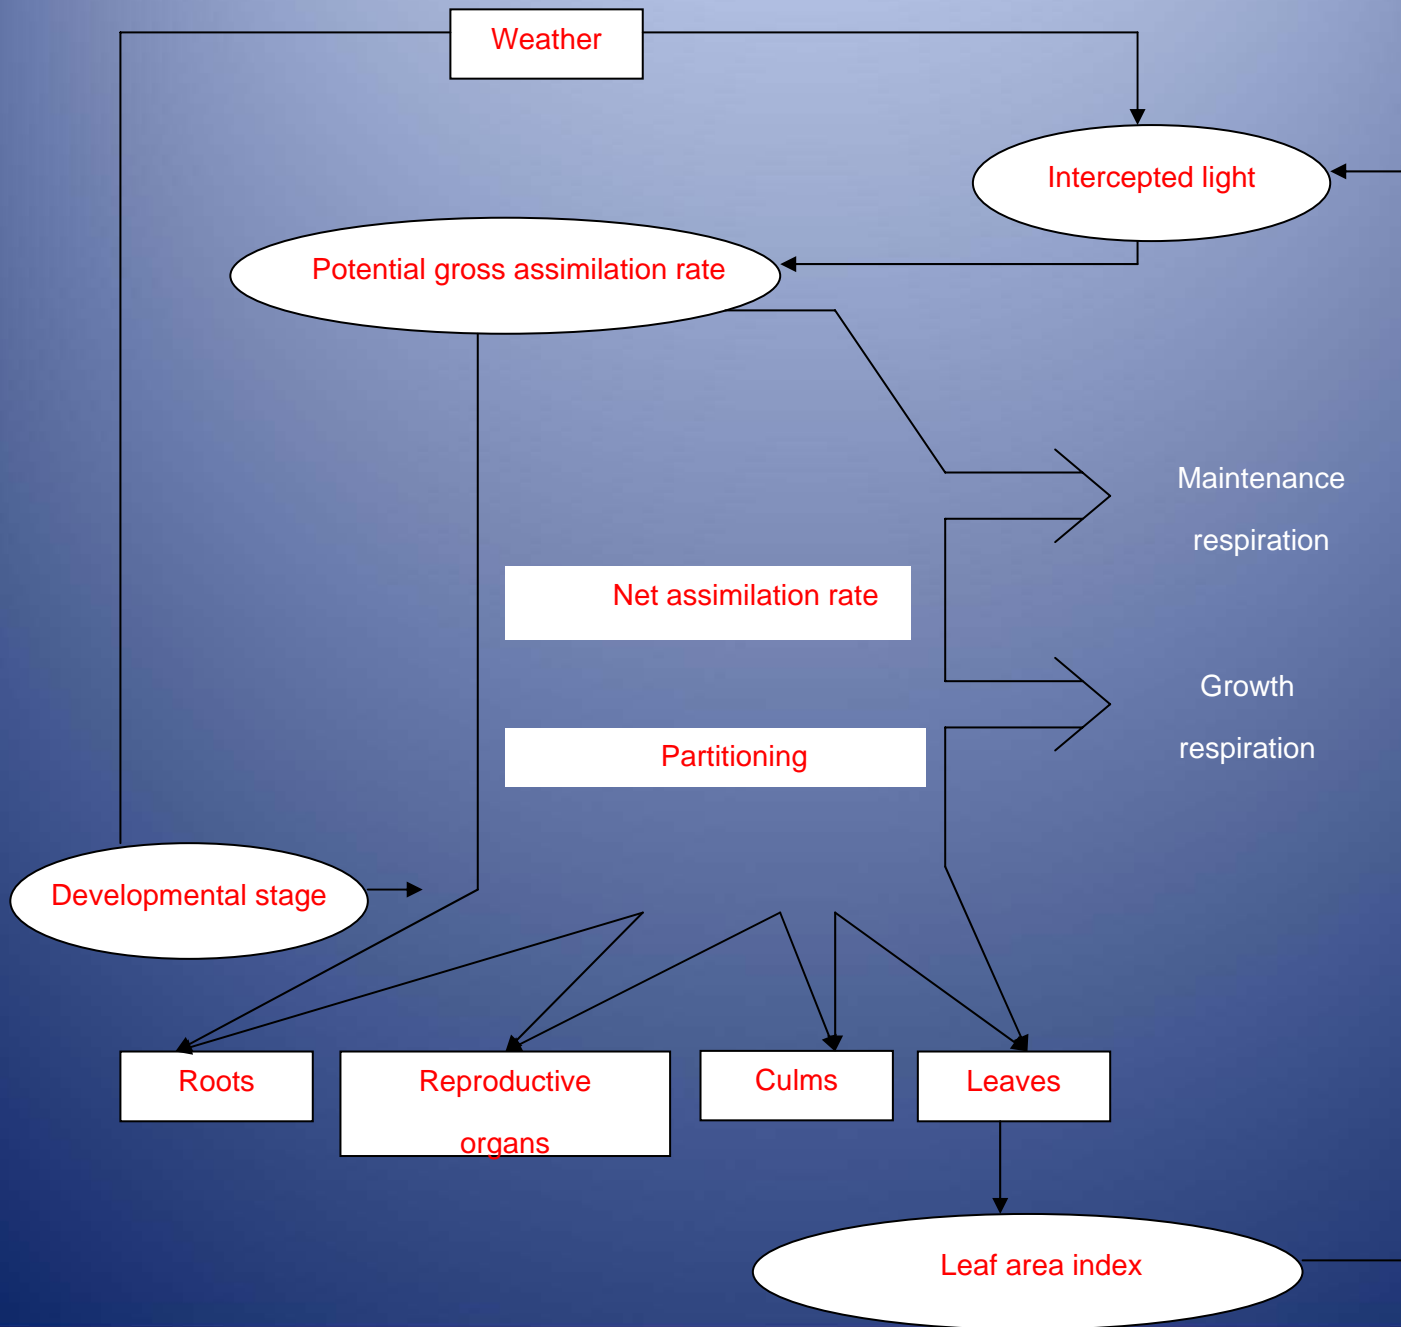 Weather
Intercepted light
Potential gross assimilation rate
Maintenance
respiration
Net assimilation rate
Growth
respiration
Partitioning
Developmental stage
Roots
Reproductive
organs
Culms
Leaves
Leaf area index